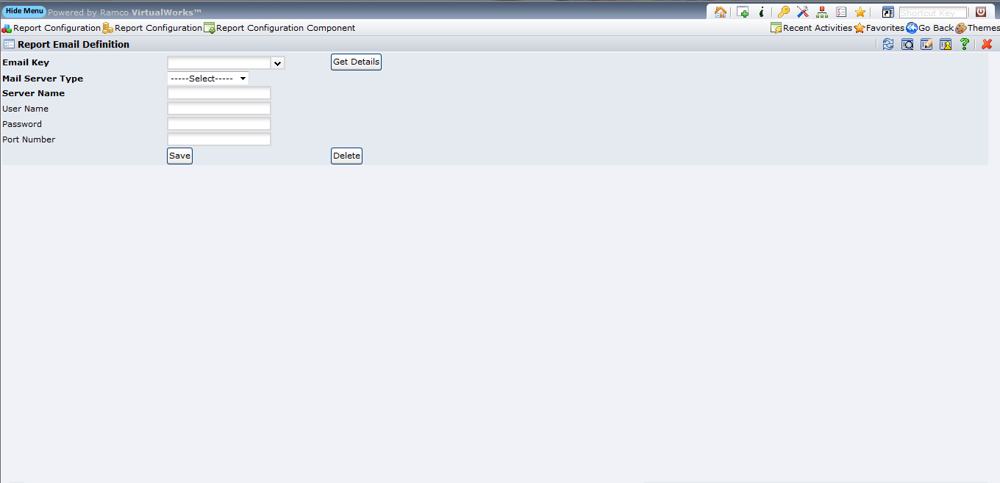 Hide Menu Powered by Ramco VirtualWorks™ Shortcut Key
Report Configuration Report Configuration Report Configuration Component Recent Activities Favorites Go Back Themes
Report Email Definition
Email Key Get Details
Mail Server Type -----Select-----
Server Name
User Name
Password
Port Number
Save Delete